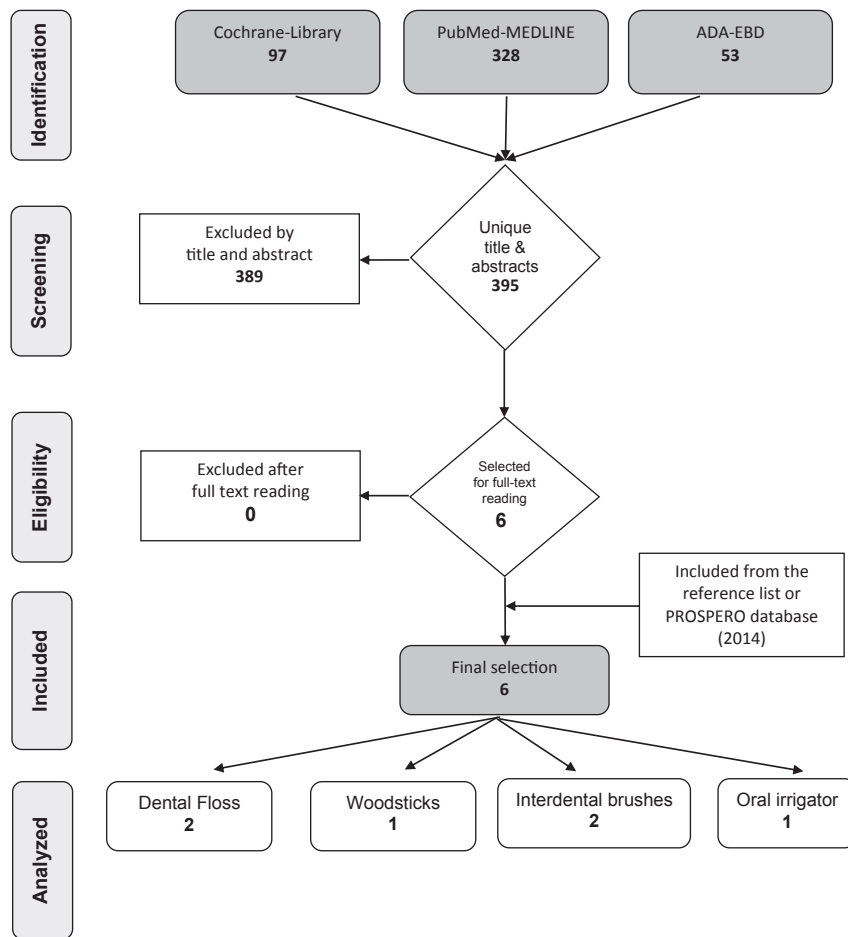 Identification
Cochrane-Library
97
PubMed-MEDLINE
328
ADA-EBD
53
Screening
Excluded by
title and abstract
389
Unique
title &
abstracts
395
Eligibility
Excluded after
full text reading
0
Selected
for full-text
reading
6
Included from the
reference list or
PROSPERO database
(2014)
Included
Final selection
6
Analyzed
Dental Floss
2
Woodsticks
1
Interdental brushes
2
Oral irrigator
1